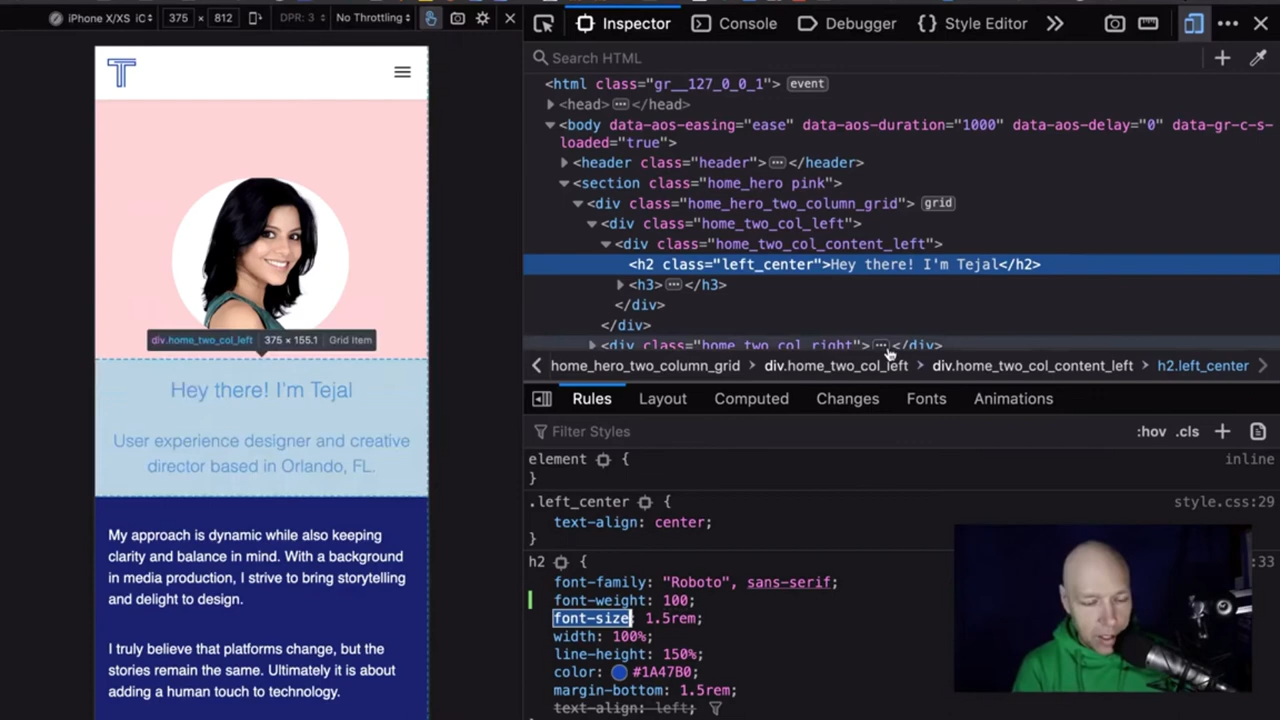 iPhone X/XS iC
375 × 812
DPR: 3
No Throttling
T
Hey there! I'm Tejal
User experience designer and creative
director based in Orlando, FL.
div.home_two_col_left 375 × 155.1 Grid Item
My approach is dynamic while also keeping
clarity and balance in mind. With a background
in media production, I strive to bring storytelling
and delight to design.
I truly believe that platforms change, but the
stories remain the same. Ultimately it is about
adding a human touch to technology.
Inspector Console Debugger {} Style Editor
Search HTML
<html class="gr__127_0_0_1"> event
<head> </head>
<body data-aos-easing="ease" data-aos-duration="1000" data-aos-delay="0" data-gr-c-s-
loaded="true">
<header class="header"> </header>
<section class="home_hero pink">
<div class="home_hero_two_column_grid"> grid
<div class="home_two_col_left">
<div class="home_two_col_content_left">
<h2 class="left_center">Hey there! I'm Tejal</h2>
<h3> </h3>
</div>
</div>
<div class="home_two_col_right"> </div>
home_hero_two_column_grid > div.home_two_col_left > div.home_two_col_content_left > h2.left_center
Rules Layout Computed Changes Fonts Animations
Filter Styles :hov .cls +
element { inline
}
.left_center { style.css:29
text-align: center;
}
h2 { :33
font-family: "Roboto", sans-serif;
font-weight: 100;
font-size: 1.5rem;
width: 100%;
line-height: 150%;
color: #1A47B0;
margin-bottom: 1.5rem;
text-align: left;